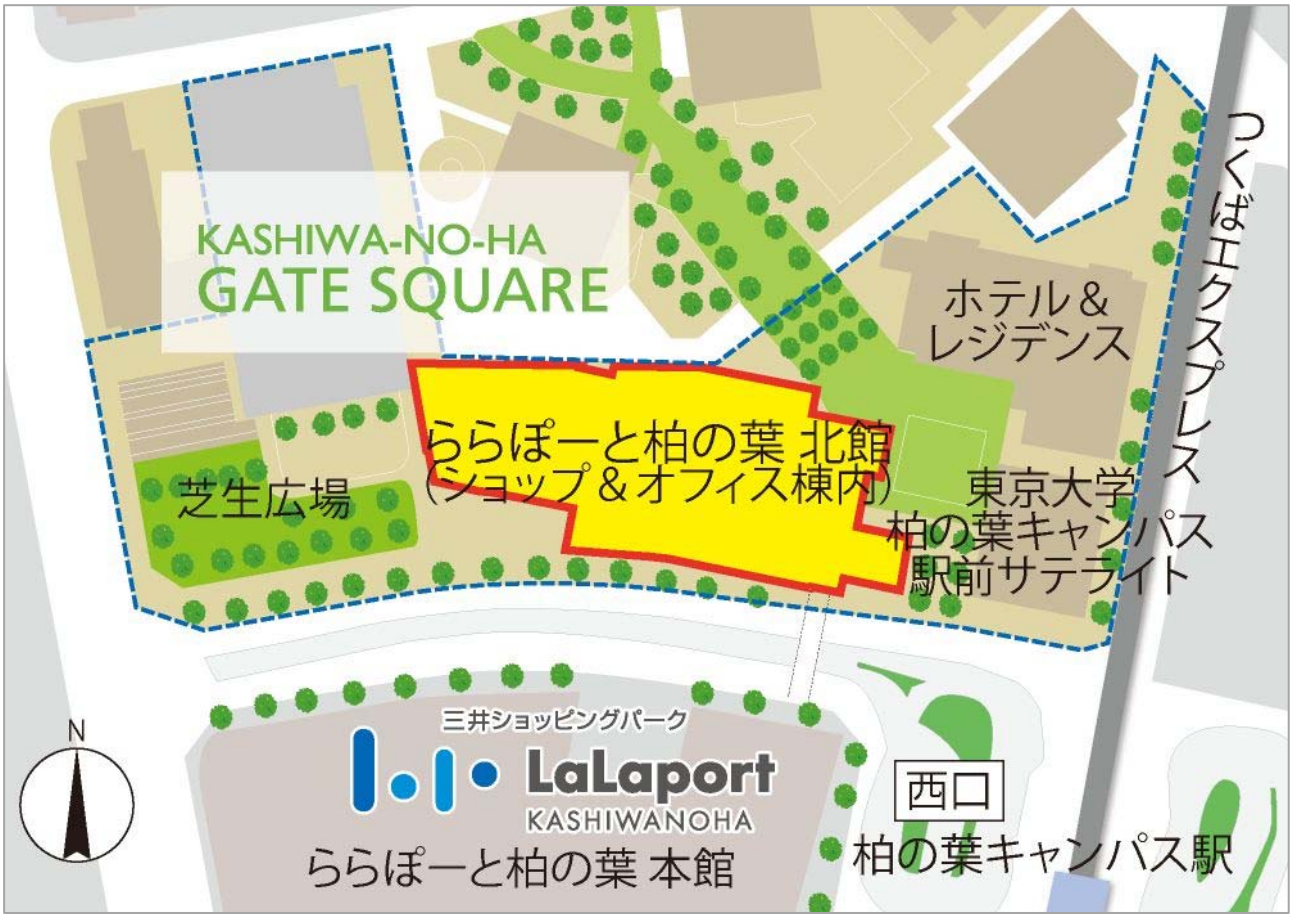 つくばエクスプレス
KASHIWA-NO-HA
GATE SQUARE
ホテル&
レジデンス
ららぽーと柏の葉 北館
(ショップ&オフィス棟内)
芝生広場
東京大学
柏の葉キャンパス
駅前サテライト
N
三井ショッピングパーク
LaLaport
KASHIWANOHA
ららぽーと柏の葉 本館
西口
柏の葉キャンパス駅